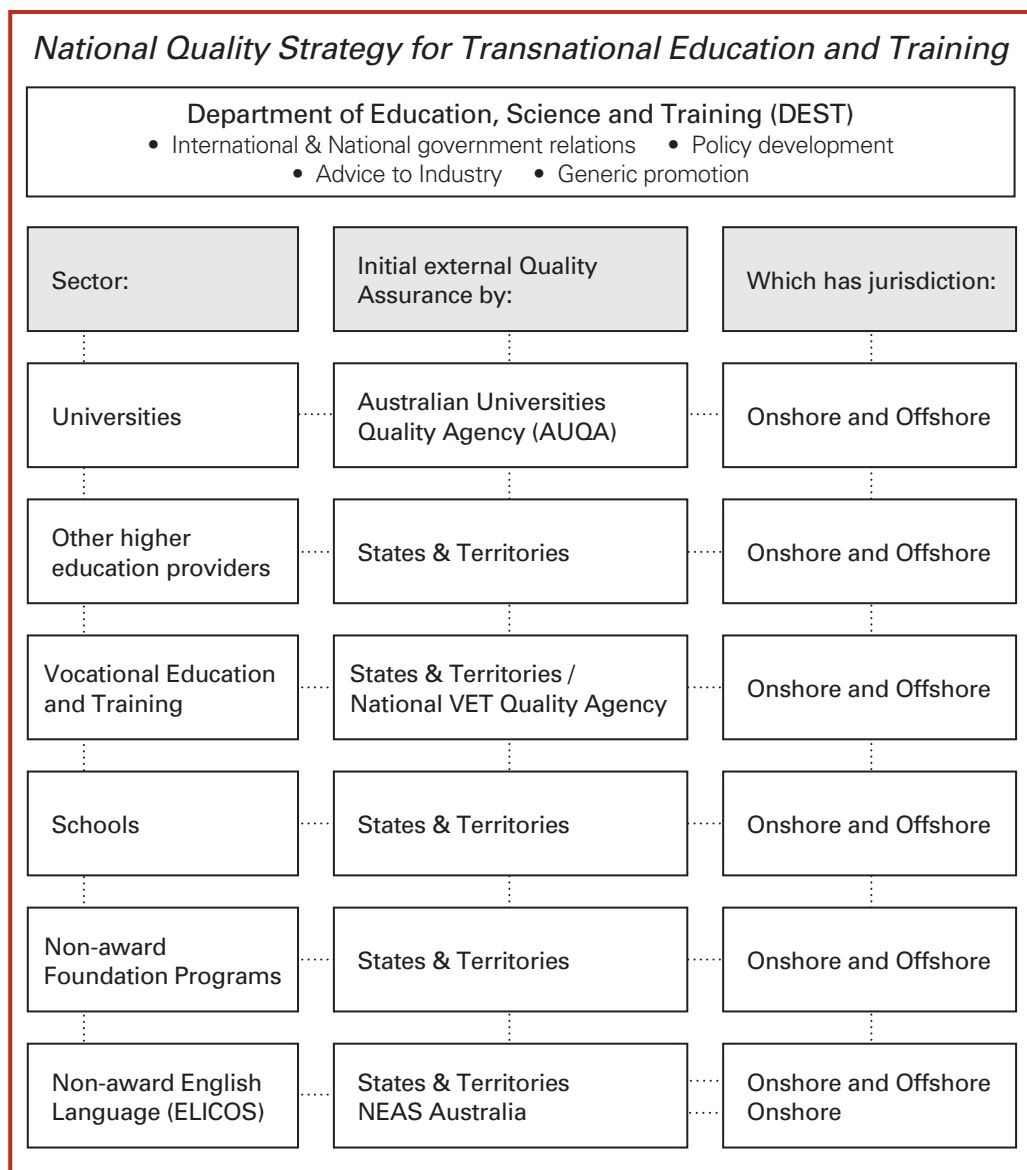 National Quality Strategy for Transnational Education and Training
Department of Education, Science and Training (DEST)
• International & National government relations • Policy development
• Advice to Industry • Generic promotion
Sector:
Initial external Quality
Assurance by:
Which has jurisdiction:
Universities
Australian Universities
Quality Agency (AUQA)
Onshore and Offshore
Other higher
education providers
States & Territories
Onshore and Offshore
Vocational Education
and Training
States & Territories /
National VET Quality Agency
Onshore and Offshore
Schools
States & Territories
Onshore and Offshore
Non-award
Foundation Programs
States & Territories
Onshore and Offshore
Non-award English
Language (ELICOS)
States & Territories
NEAS Australia
Onshore and Offshore
Onshore